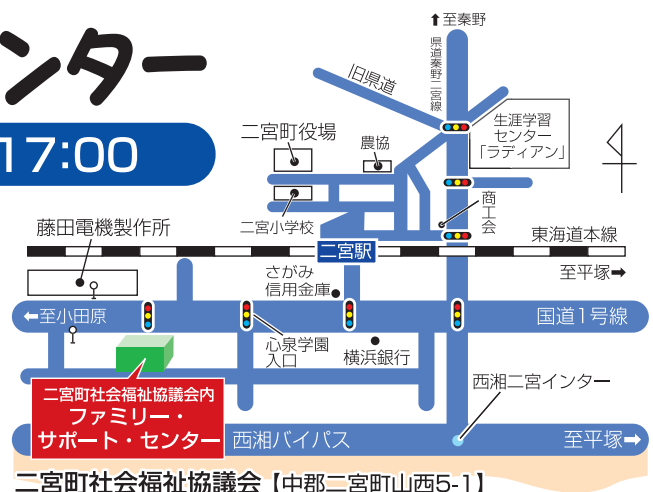 ⬆至秦野
ンター
県道秦野二宮線
旧県道
生涯学習
センター
「ラディアン」
二宮町役場
農協
17:00
二宮小学校
商工会
藤田電機製作所
東海道本線
二宮駅
さがみ
信用金庫
至平塚➡
⬅至小田原
国道1号線
心泉学園
入口
横浜銀行
西湘二宮インター
二宮町社会福祉協議会内
ファミリー・
サポート・センター
西湘バイパス
至平塚➡
二宮町社会福祉協議会【中郡二宮町山西5-1】